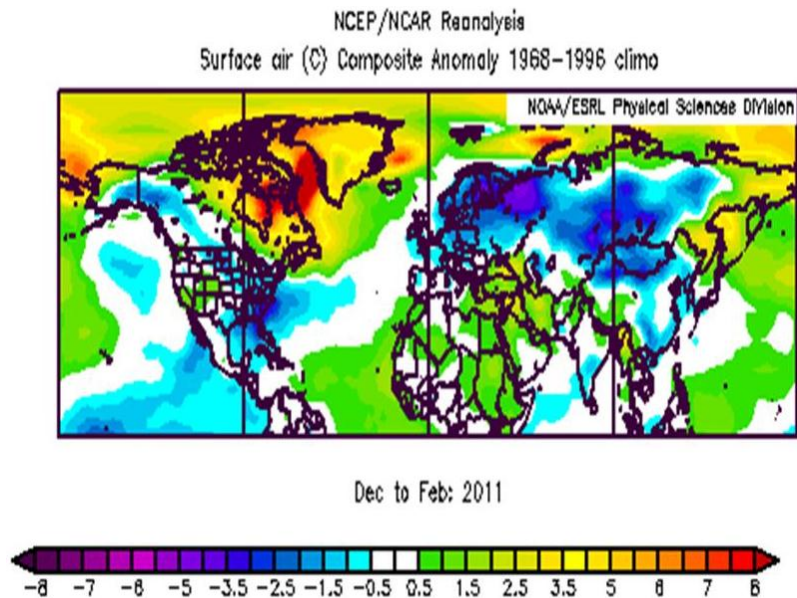 NCEP/NCAR Reanalysis
Surface air (C) Composite Anomaly 1968-1996 climo
NOAA/ESRL Physical Sciences Division
Dec to Feb: 2011
-8 -7 -6 -5 -3.5 -2.5 -1.5 -0.5 0.5 1.5 2.5 3.5 5 6 7 8